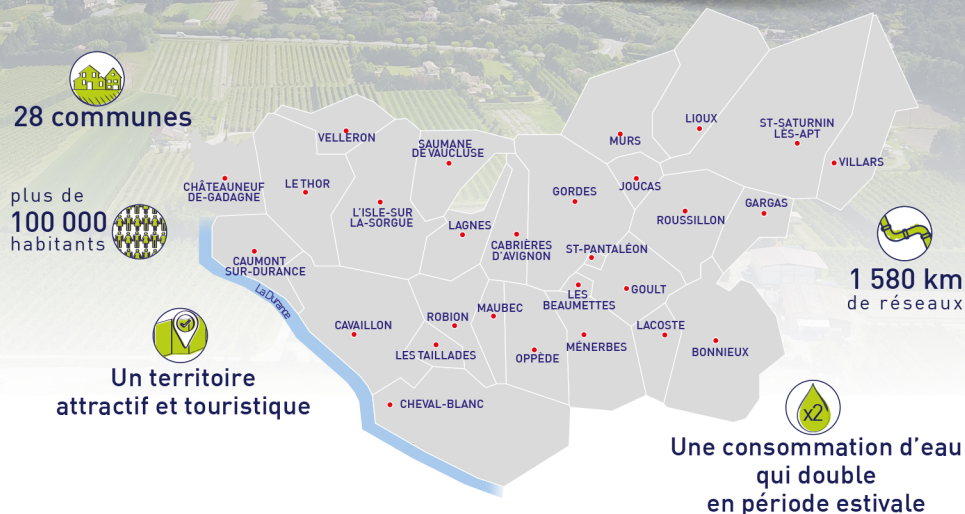 28 communes
plus de
100 000
habitants
Un territoire
attractif et touristique
1 580 km
de réseaux
x2
Une consommation d’eau
qui double
en période estivale
VELLERON
SAUMANE
DE VAUCLUSE
MURS
LIOUX
ST-SATURNIN
LÈS-APT
VILLARS
CHÂTEAUNEUF
DE-GADAGNE
LE THOR
L'ISLE-SUR
LA-SORGUE
LAGNES
GORDES
JOUCAS
ROUSSILLON
GARGAS
CABRIÈRES
D'AVIGNON
ST-PANTALÉON
CAUMONT
SUR-DURANCE
La Durance
LES
BEAUMETTES
GOULT
CAVAILLON
ROBION
MAUBEC
LES TAILLADES
OPPÈDE
MÉNERBES
LACOSTE
BONNIEUX
CHEVAL-BLANC